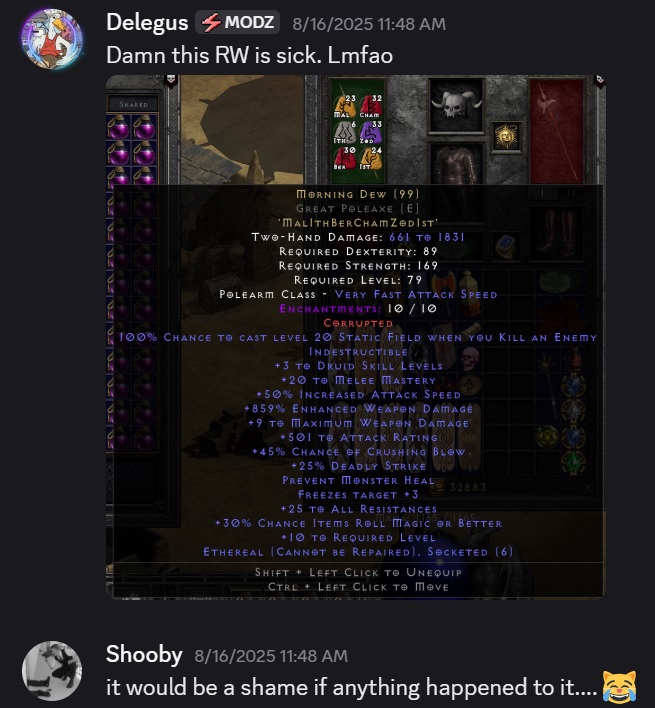 Delegus MODZ 8/16/2025 11:48 AM
Damn this RW is sick. Lmfao
SHARED
23 32
MAL CHAM
6 33
ITH ZOD
30 24
BER IST
MORNING DEW (99)
GREAT POLEAXE [E]
'MALITHBERCHAMZODIST'
TWO-HAND DAMAGE: 661 TO 1831
REQUIRED DEXTERITY: 89
REQUIRED STRENGTH: 169
REQUIRED LEVEL: 79
POLEARM CLASS - VERY FAST ATTACK SPEED
ENCHANTMENTS: 10 / 10
CORRUPTED
100% CHANCE TO CAST LEVEL 20 STATIC FIELD WHEN YOU KILL AN ENEMY
INDESTRUCTIBLE
+3 TO DRUID SKILL LEVELS
+20 TO MELEE MASTERY
+50% INCREASED ATTACK SPEED
+859% ENHANCED WEAPON DAMAGE
+9 TO MAXIMUM WEAPON DAMAGE
+501 TO ATTACK RATING
+45% CHANCE OF CRUSHING BLOW
+25% DEADLY STRIKE
PREVENT MONSTER HEAL
FREEZES TARGET +3
+25 TO ALL RESISTANCES
+30% CHANCE ITEMS ROLL MAGIC OR BETTER
+10 TO REQUIRED LEVEL
ETHEREAL (CANNOT BE REPAIRED), SOCKETED (6)
32883
SHIFT + LEFT CLICK TO UNEQUIP
CTRL + LEFT CLICK TO MOVE
Shooby 8/16/2025 11:48 AM
it would be a shame if anything happened to it.... 😹